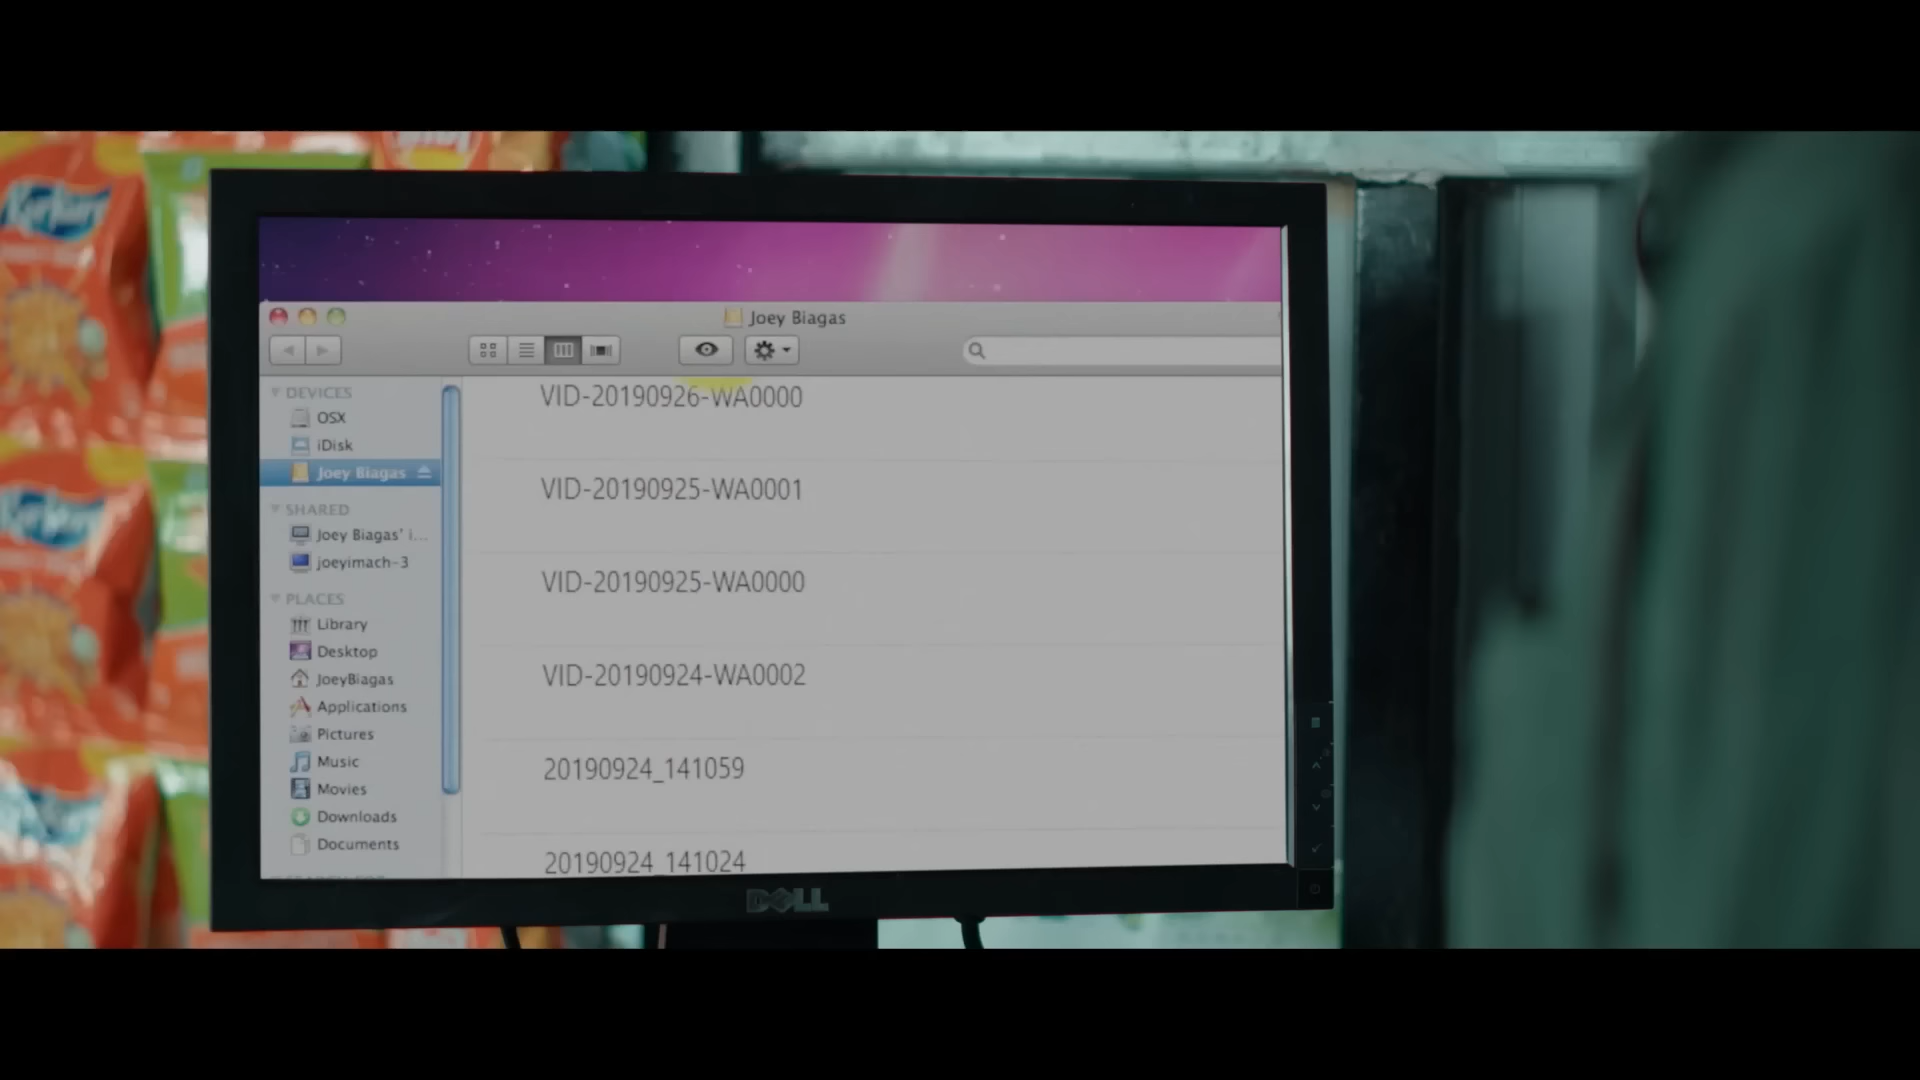 Kurkure
Joey Biagas
DEVICES
OSX
iDisk
Joey Biagas
SHARED
Joey Biagas' i...
joeyimach-3
PLACES
Library
Desktop
JoeyBiagas
Applications
Pictures
Music
Movies
Downloads
Documents
VID-20190926-WA0000
VID-20190925-WA0001
VID-20190925-WA0000
VID-20190924-WA0002
20190924_141059
20190924_141024
DELL